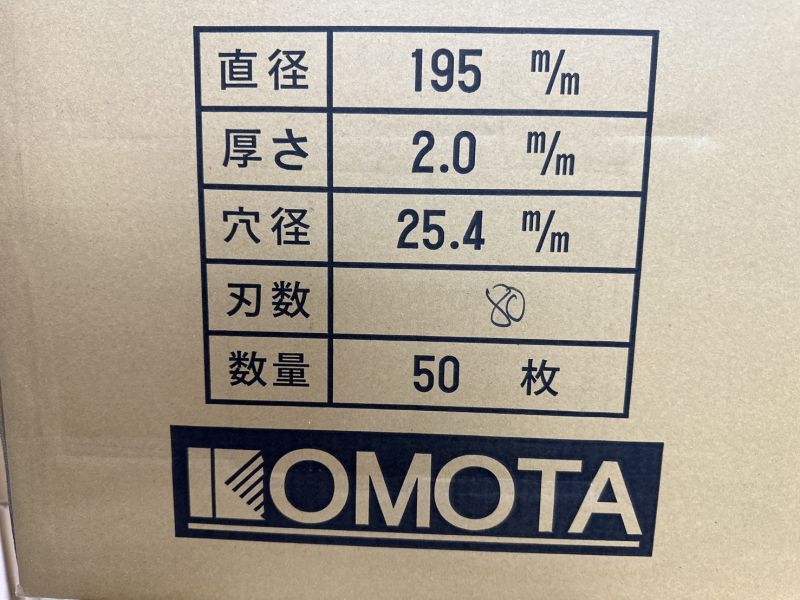 直径 195 m/m
厚さ 2.0 m/m
穴径 25.4 m/m
刃数 80
数量 50 枚
KOMOTA